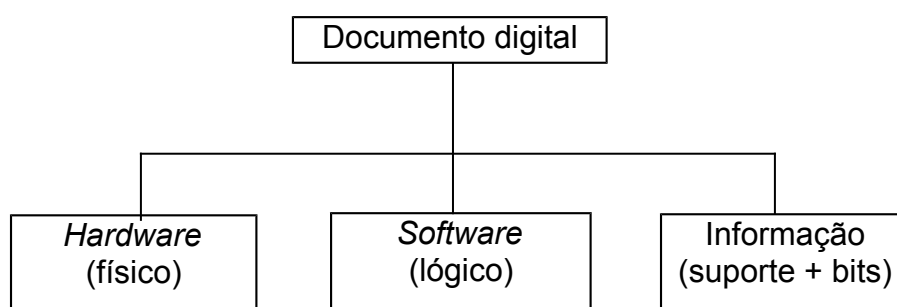 Documento digital
Hardware
(físico)
Software
(lógico)
Informação
(suporte + bits)